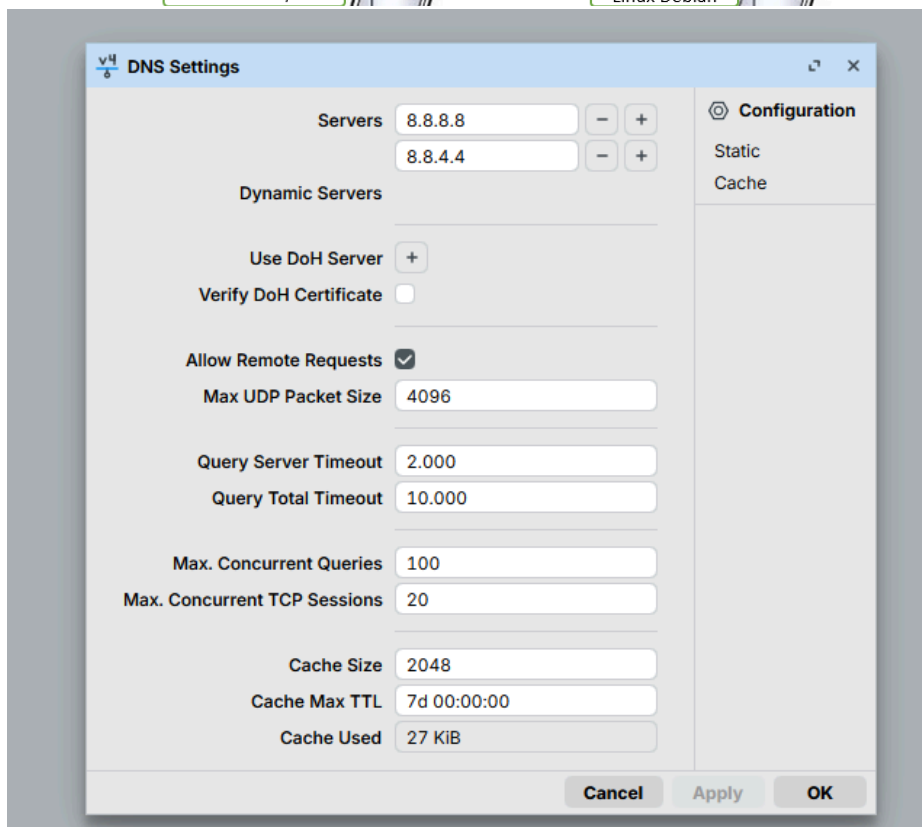 Linux Debian
v4 DNS Settings
Servers 8.8.8.8 − +
8.8.4.4 − +
Dynamic Servers
Use DoH Server +
Verify DoH Certificate
Allow Remote Requests
Max UDP Packet Size 4096
Query Server Timeout 2.000
Query Total Timeout 10.000
Max. Concurrent Queries 100
Max. Concurrent TCP Sessions 20
Cache Size 2048
Cache Max TTL 7d 00:00:00
Cache Used 27 KiB
Configuration
Static
Cache
Cancel Apply OK